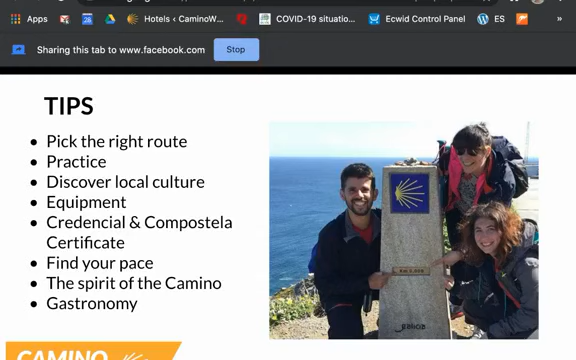 Apps
Hotels ‹ CaminoW...
COVID-19 situatio...
Ecwid Control Panel
ES
»
Sharing this tab to www.facebook.com
Stop
TIPS
• Pick the right route
• Practice
• Discover local culture
• Equipment
• Credencial & Compostela
Certificate
• Find your pace
• The spirit of the Camino
• Gastronomy
CAMINO